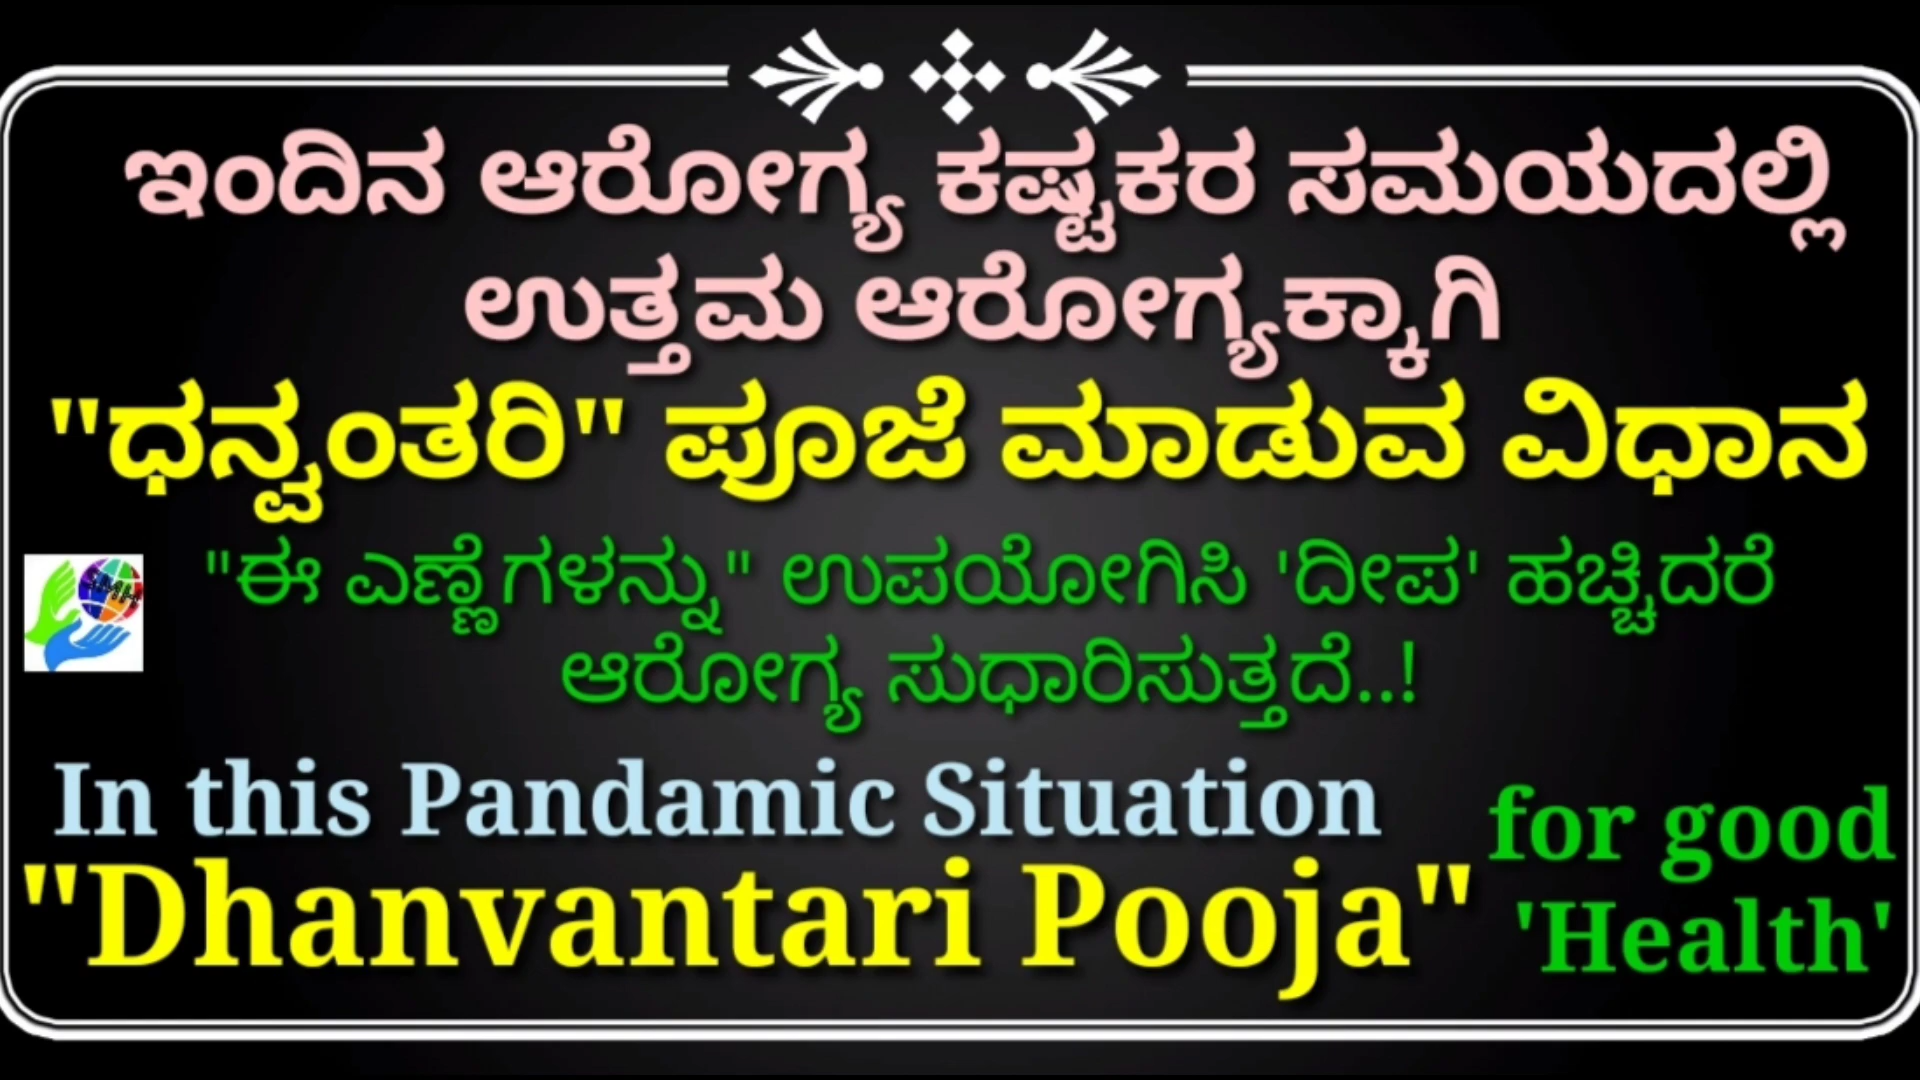 ಇಂದಿನ ಆರೋಗ್ಯ ಕಷ್ಟಕರ ಸಮಯದಲ್ಲಿ
ಉತ್ತಮ ಆರೋಗ್ಯಕ್ಕಾಗಿ
"ಧನ್ವಂತರಿ" ಪೂಜೆ ಮಾಡುವ ವಿಧಾನ
"ಈ ಎಣ್ಣೆಗಳನ್ನು" ಉಪಯೋಗಿಸಿ 'ದೀಪ' ಹಚ್ಚಿದರೆ
ಆರೋಗ್ಯ ಸುಧಾರಿಸುತ್ತದೆ..!
In this Pandamic Situation
"Dhanvantari Pooja"
for good
'Health'